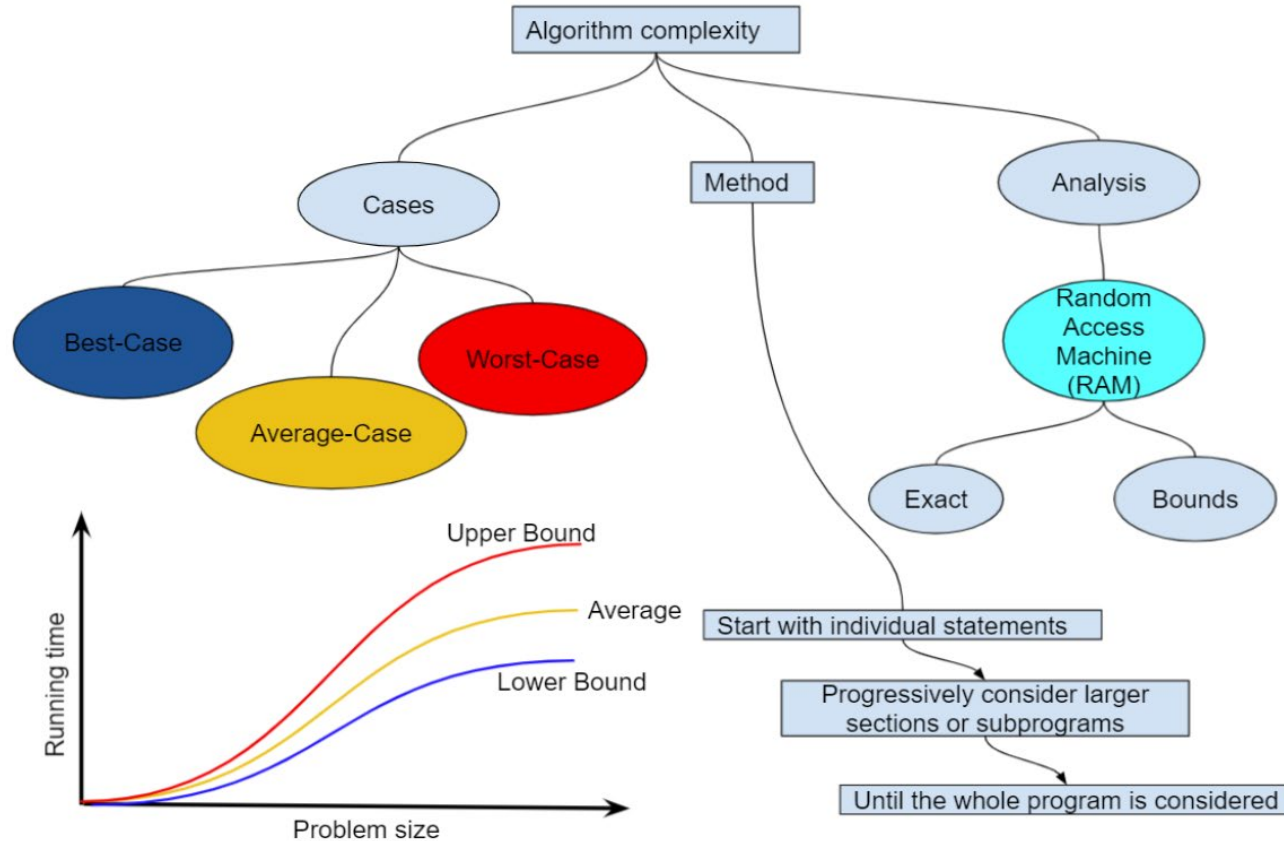 Algorithm complexity
Cases
Method
Analysis
Best-Case
Average-Case
Worst-Case
Random
Access
Machine
(RAM)
Exact
Bounds
Upper Bound
Average
Lower Bound
Running time
Problem size
Start with individual statements
Progressively consider larger
sections or subprograms
Until the whole program is considered